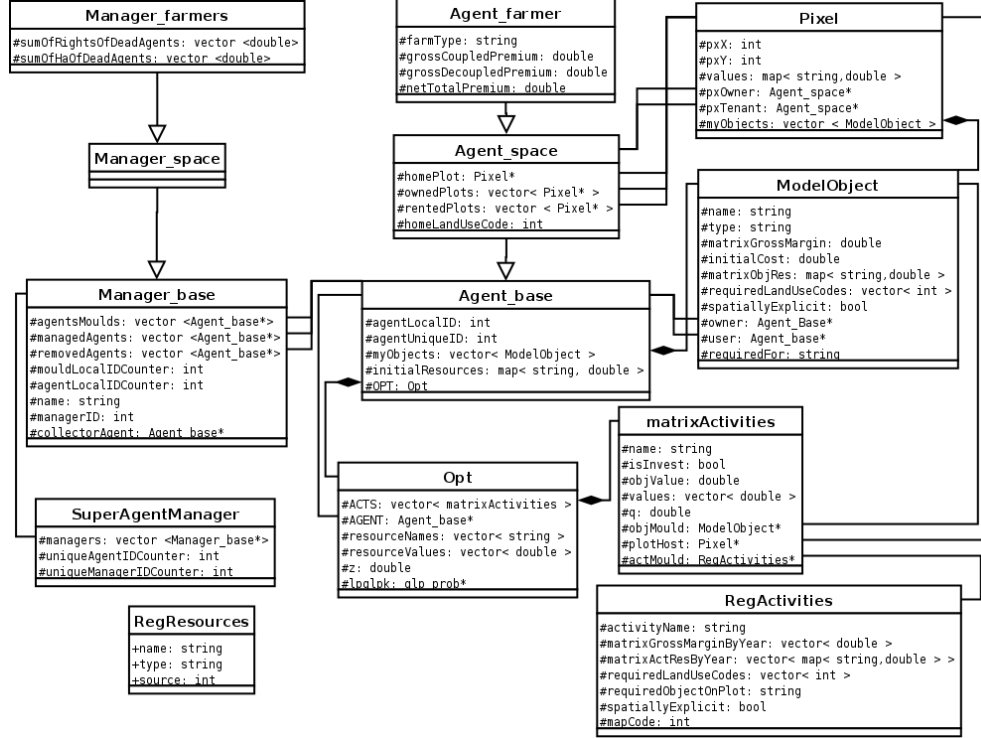 Manager_farmers
#sumOfRightsOfDeadAgents: vector <double>
#sumOfHaOfDeadAgents: vector <double>
Manager_space
Manager_base
#agentsMoulds: vector <Agent_base*>
#managedAgents: vector <Agent_base*>
#removedAgents: vector <Agent_base*>
#mouldLocalIDCounter: int
#agentLocalIDCounter: int
#name: string
#managerID: int
#collectorAgent: Agent_base*
SuperAgentManager
#managers: vector <Manager_base*>
#uniqueAgentIDCounter: int
#uniqueManagerIDCounter: int
RegResources
+name: string
+type: string
+source: int
Agent_farmer
#farmType: string
#grossCoupledPremium: double
#grossDecoupledPremium: double
#netTotalPremium: double
Agent_space
#homePlot: Pixel*
#ownedPlots: vector< Pixel* >
#rentedPlots: vector < Pixel* >
#homeLandUseCode: int
Agent_base
#agentLocalID: int
#agentUniqueID: int
#myObjects: vector< ModelObject >
#initialResources: map< string, double >
#OPT: Opt
Opt
#ACTS: vector< matrixActivities >
#AGENT: Agent_base*
#resourceNames: vector< string >
#resourceValues: vector< double >
#z: double
#lpglpk: glp_prob*
Pixel
#pxX: int
#pxY: int
#values: map< string,double >
#pxOwner: Agent_space*
#pxTenant: Agent_space*
#myObjects: vector < ModelObject >
ModelObject
#name: string
#type: string
#matrixGrossMargin: double
#initialCost: double
#matrixObjRes: map< string,double >
#requiredLandUseCodes: vector< int >
#spatiallyExplicit: bool
#owner: Agent_Base*
#user: Agent_base*
#requiredFor: string
matrixActivities
#name: string
#isInvest: bool
#objValue: double
#values: vector< double >
#q: double
#objMould: ModelObject*
#plotHost: Pixel*
#actMould: RegActivities*
RegActivities
#activityName: string
#matrixGrossMarginByYear: vector< double >
#matrixActResByYear: vector< map< string,double > >
#requiredLandUseCodes: vector< int >
#requiredObjectOnPlot: string
#spatiallyExplicit: bool
#mapCode: int